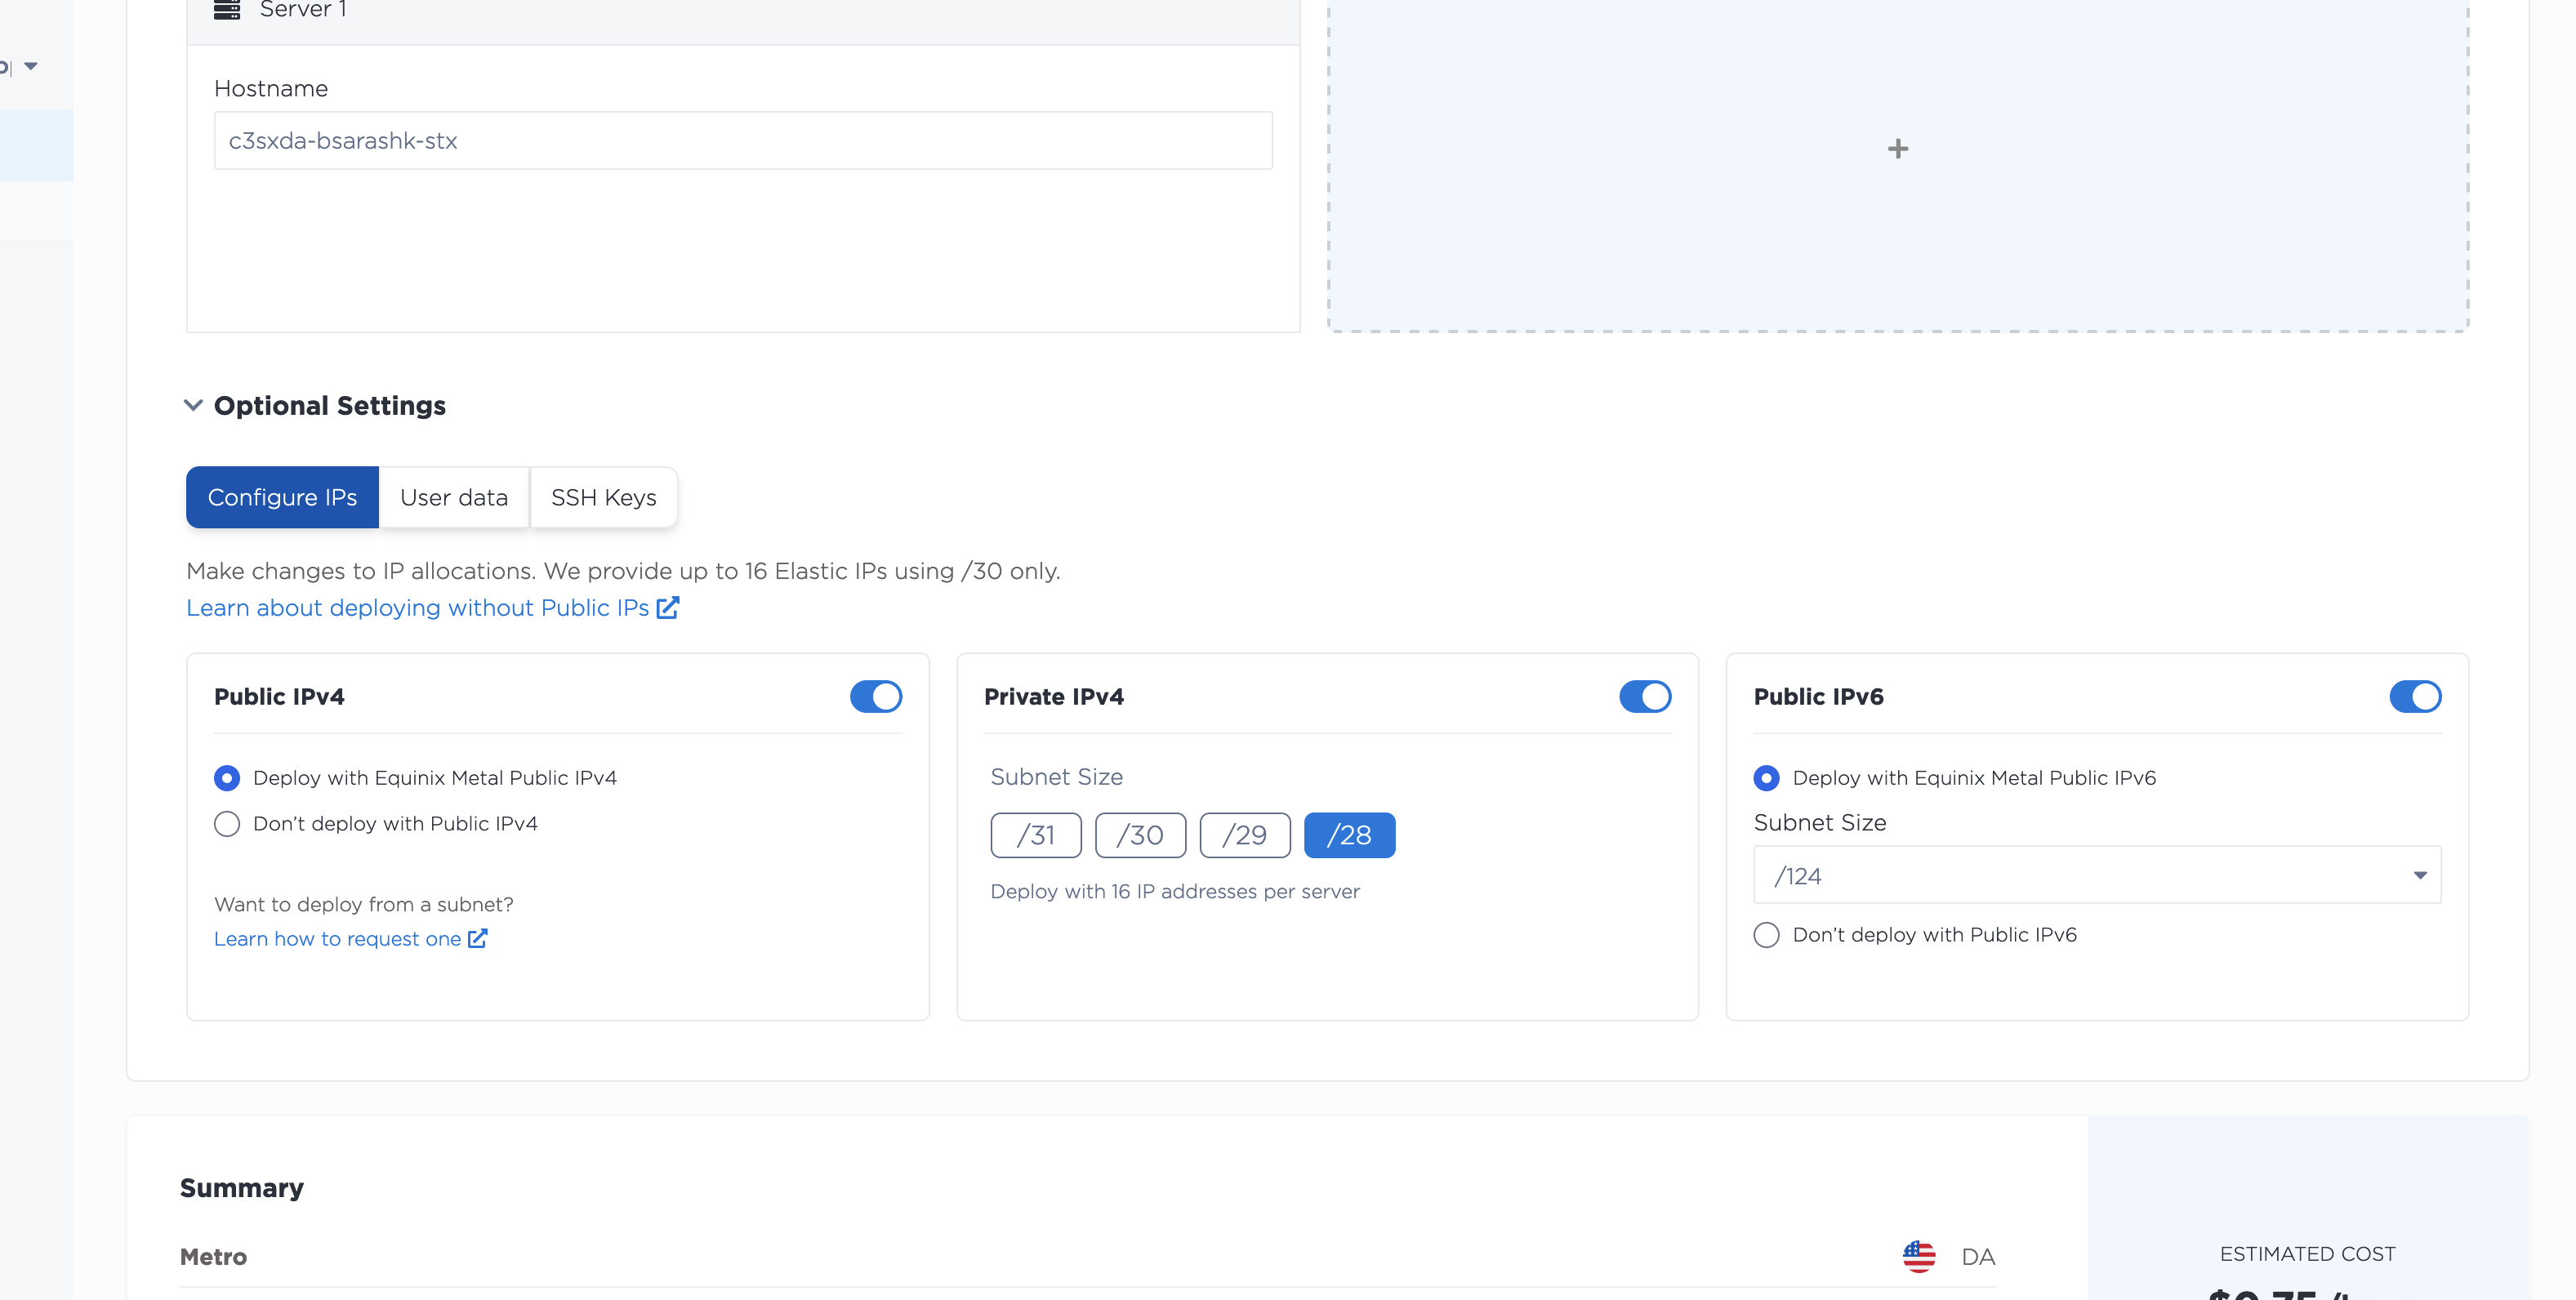 Server 1
Hostname
c3sxda-bsarashk-stx
+
Optional Settings
Configure IPs
User data
SSH Keys
Make changes to IP allocations. We provide up to 16 Elastic IPs using /30 only.
Learn about deploying without Public IPs
Public IPv4
Deploy with Equinix Metal Public IPv4
Don't deploy with Public IPv4
Want to deploy from a subnet?
Learn how to request one
Private IPv4
Subnet Size
/31
/30
/29
/28
Deploy with 16 IP addresses per server
Public IPv6
Deploy with Equinix Metal Public IPv6
Subnet Size
/124
Don't deploy with Public IPv6
Summary
Metro
DA
ESTIMATED COST